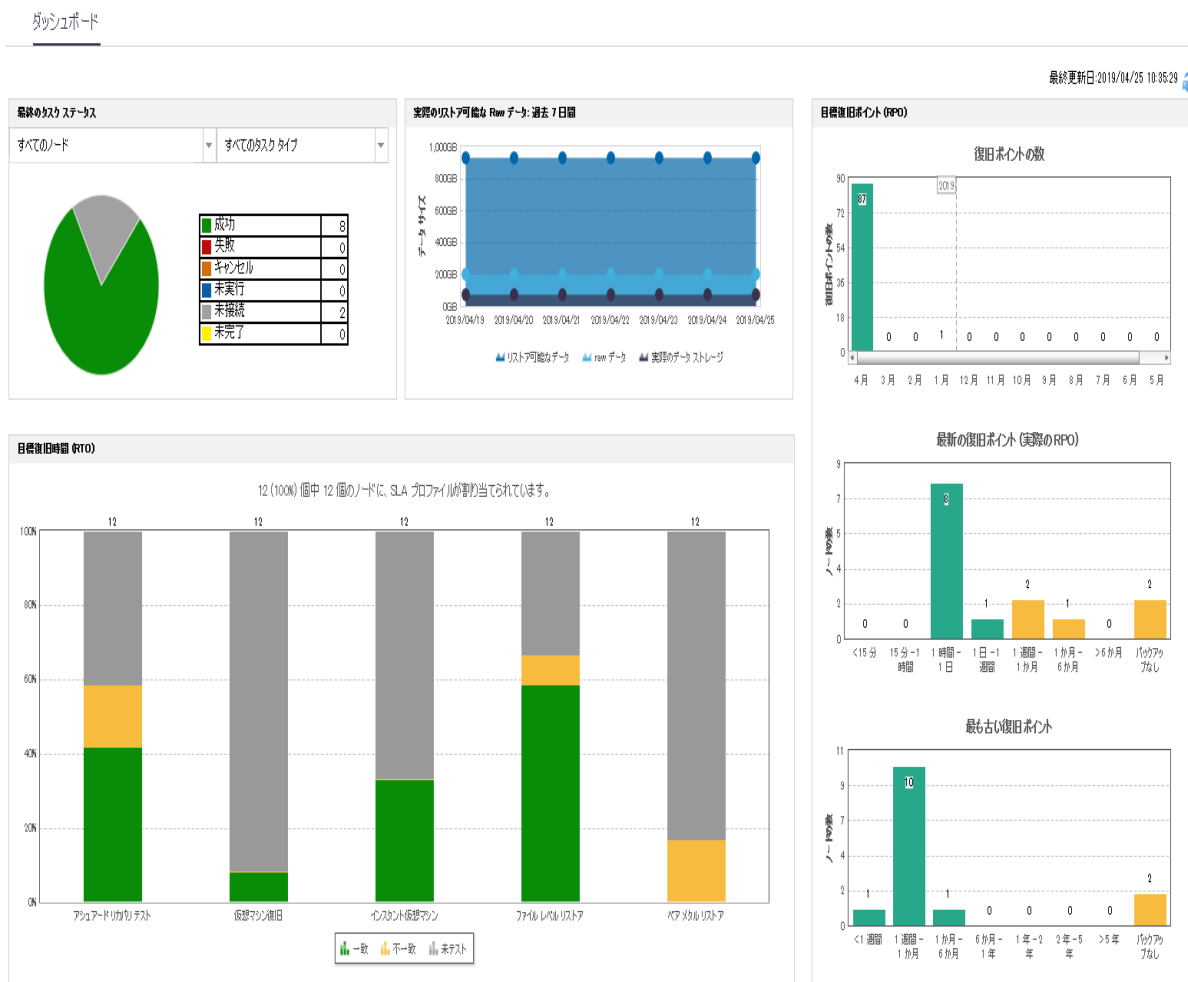 ダッシュボード
最終更新日:2019/04/25 10:35:29
最終のタスク ステータス
すべてのノード
すべてのタスク タイプ
成功 8
失敗 0
キャンセル 0
未実行 0
未接続 2
未完了 0
実際のリストア可能な Raw データ: 過去 7 日間
データ サイズ
1,000GB
800GB
600GB
400GB
200GB
0GB
2019/04/19 2019/04/20 2019/04/21 2019/04/22 2019/04/23 2019/04/24 2019/04/25
リストア可能なデータ raw データ 実際のデータ ストレージ
目標復旧時間 (RTO)
12 (100%) 個中 12 個のノードに、SLA プロファイルが割り当てられています。
12 12 12 12 12
100%
80%
60%
40%
20%
0%
アシュアード リカバリ テスト 仮想マシン復旧 インスタント仮想マシン ファイル レベル リストア ベア メタル リストア
一致 不一致 未テスト
目標復旧ポイント (RPO)
復旧ポイントの数
復旧ポイントの数
90
72
54
36
18
0
2019
87 0 0 1 0 0 0 0 0 0 0 0
4月 3月 2月 1月 12月 11月 10月 9月 8月 7月 6月 5月
最新の復旧ポイント (実際の RPO)
ノードの数
9
7
5
4
2
0
0 0 8 1 2 1 0 2
<15 分 15 分 - 1 1 時間 - 1 日 - 1 1 週間 - 1 か月 - >6 か月 バックアッ
時間 1 日 週間 1 か月 6 か月 プなし
最も古い復旧ポイント
ノードの数
11
9
7
4
2
0
1 10 1 0 0 0 0 2
<1 週間 1 週間 - 1 か月 - 6 か月 - 1 年 - 2 2 年 - 5 >5 年 バックアッ
1 か月 6 か月 1 年 年 年 プなし